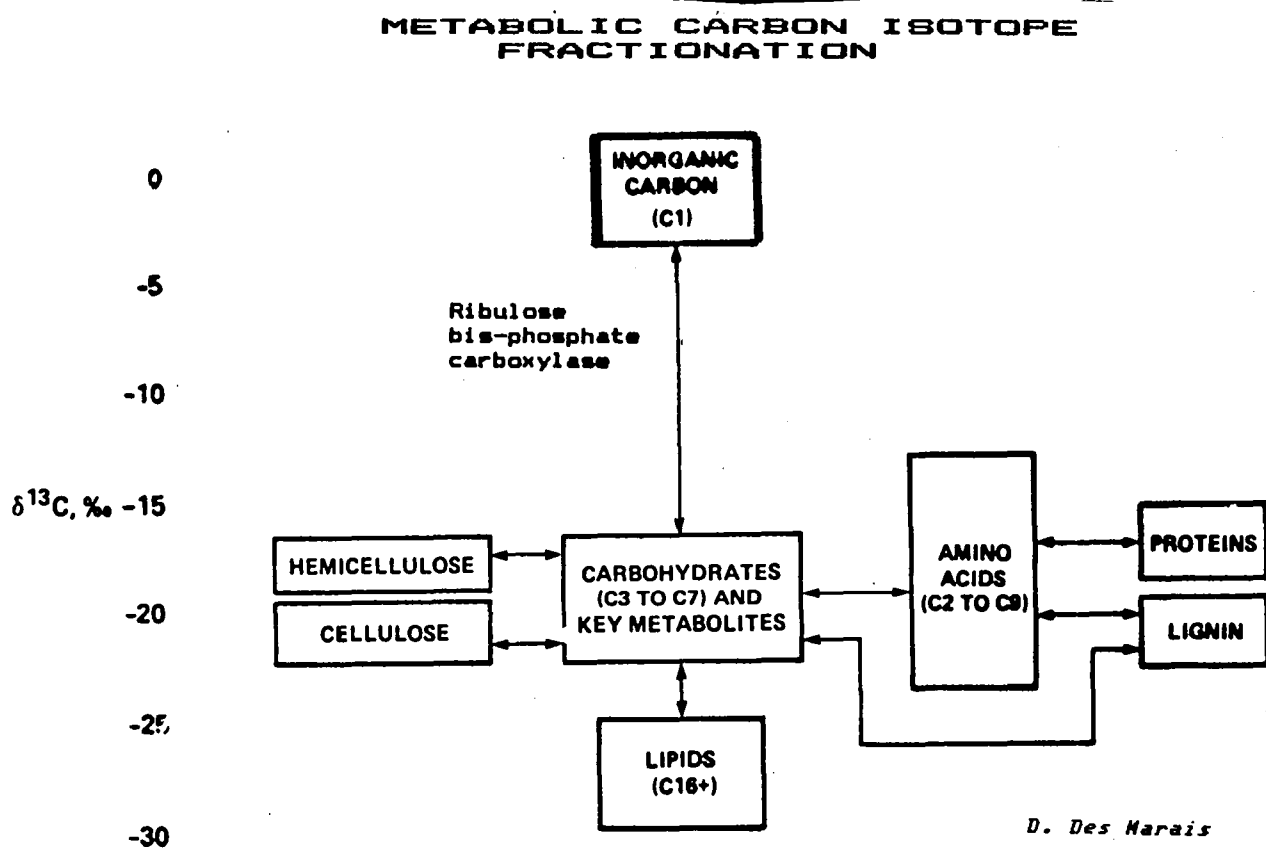 METABOLIC CARBON ISOTOPE
FRACTIONATION
0
-5
-10
δ¹³C, ‰ -15
-20
-25
-30
INORGANIC
CARBON
(C1)
Ribulose
bis-phosphate
carboxylase
HEMICELLULOSE
CELLULOSE
CARBOHYDRATES
(C3 TO C7) AND
KEY METABOLITES
AMINO
ACIDS
(C2 TO C9)
PROTEINS
LIGNIN
LIPIDS
(C16+)
D. Des Marais